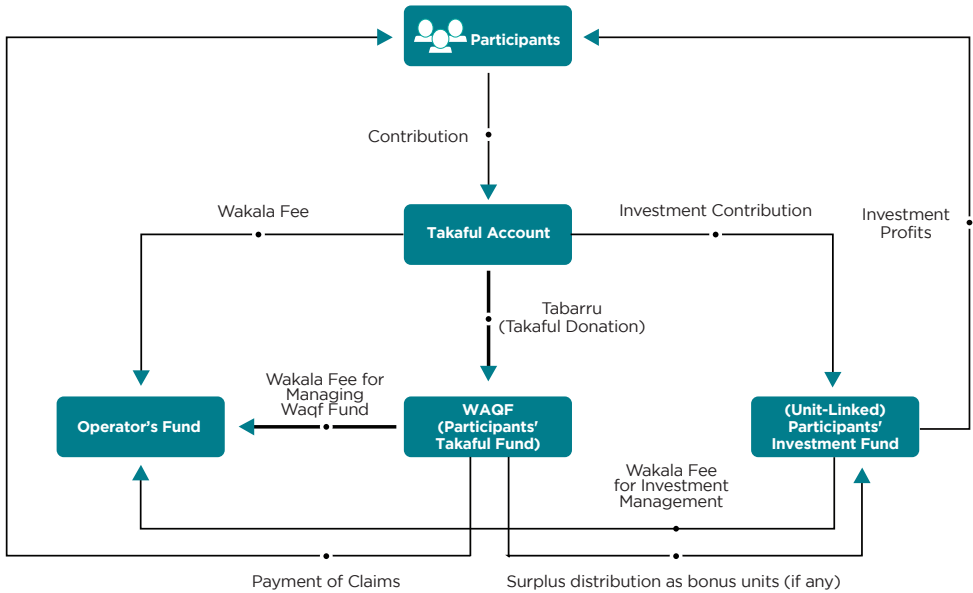 Participants
Contribution
Wakala Fee
Takaful Account
Investment Contribution
Investment
Profits
Tabarru
(Takaful Donation)
Wakala Fee for
Managing
Waqf Fund
Operator's Fund
WAQF
(Participants'
Takaful Fund)
(Unit-Linked)
Participants'
Investment Fund
Wakala Fee
for Investment
Management
Payment of Claims
Surplus distribution as bonus units (if any)